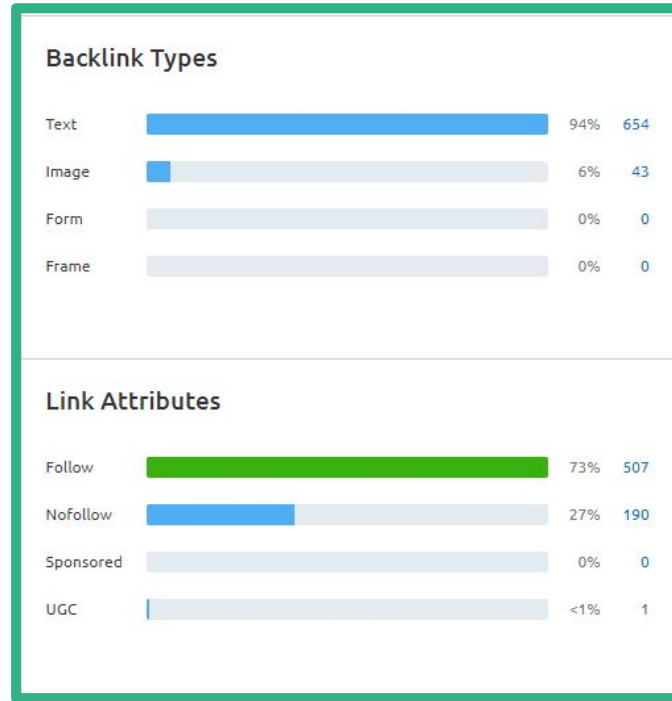 Backlink Types
Text 94% 654
Image 6% 43
Form 0% 0
Frame 0% 0
Link Attributes
Follow 73% 507
Nofollow 27% 190
Sponsored 0% 0
UGC <1% 1